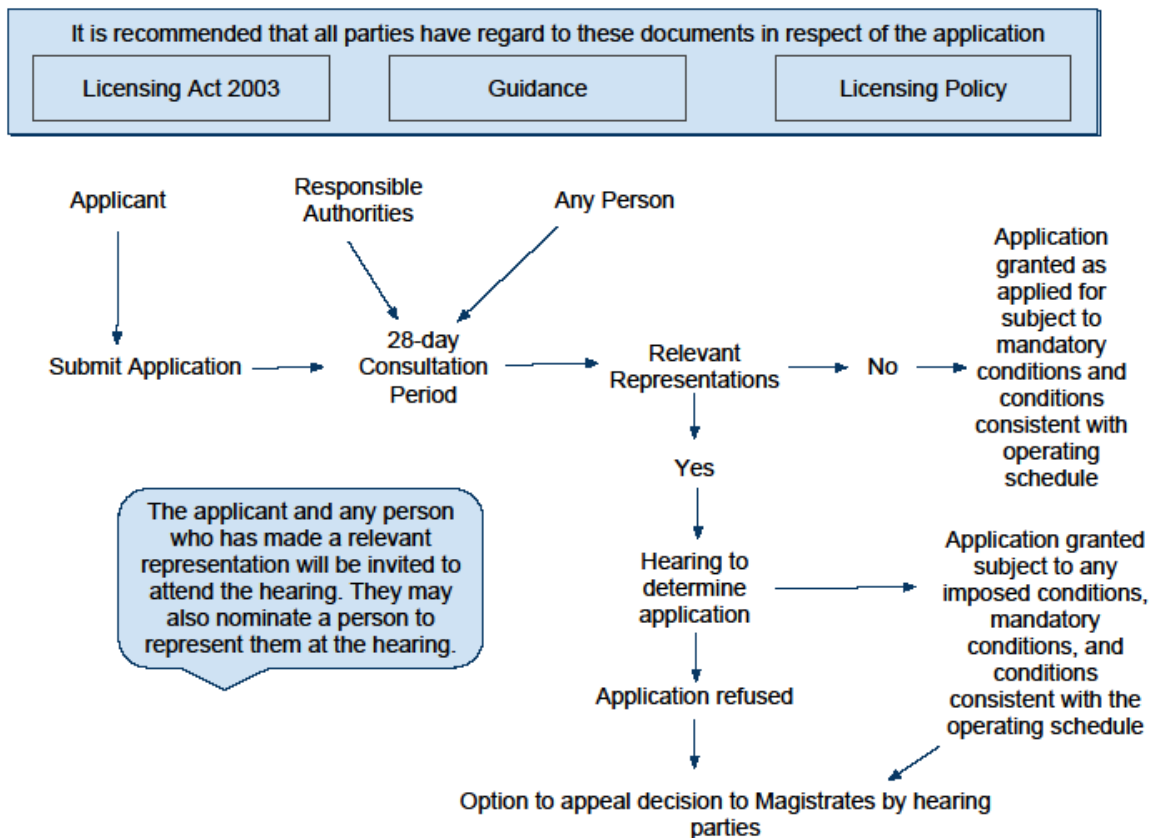 It is recommended that all parties have regard to these documents in respect of the application
Licensing Act 2003
Guidance
Licensing Policy
Applicant
Responsible
Authorities
Any Person
Submit Application
28-day
Consultation
Period
Relevant
Representations
No
Application
granted as
applied for
subject to
mandatory
conditions and
conditions
consistent with
operating
schedule
Yes
The applicant and any person
who has made a relevant
representation will be invited to
attend the hearing. They may
also nominate a person to
represent them at the hearing.
Hearing to
determine
application
Application granted
subject to any
imposed conditions,
mandatory
conditions, and
conditions
consistent with the
operating schedule
Application refused
Option to appeal decision to Magistrates by hearing
parties